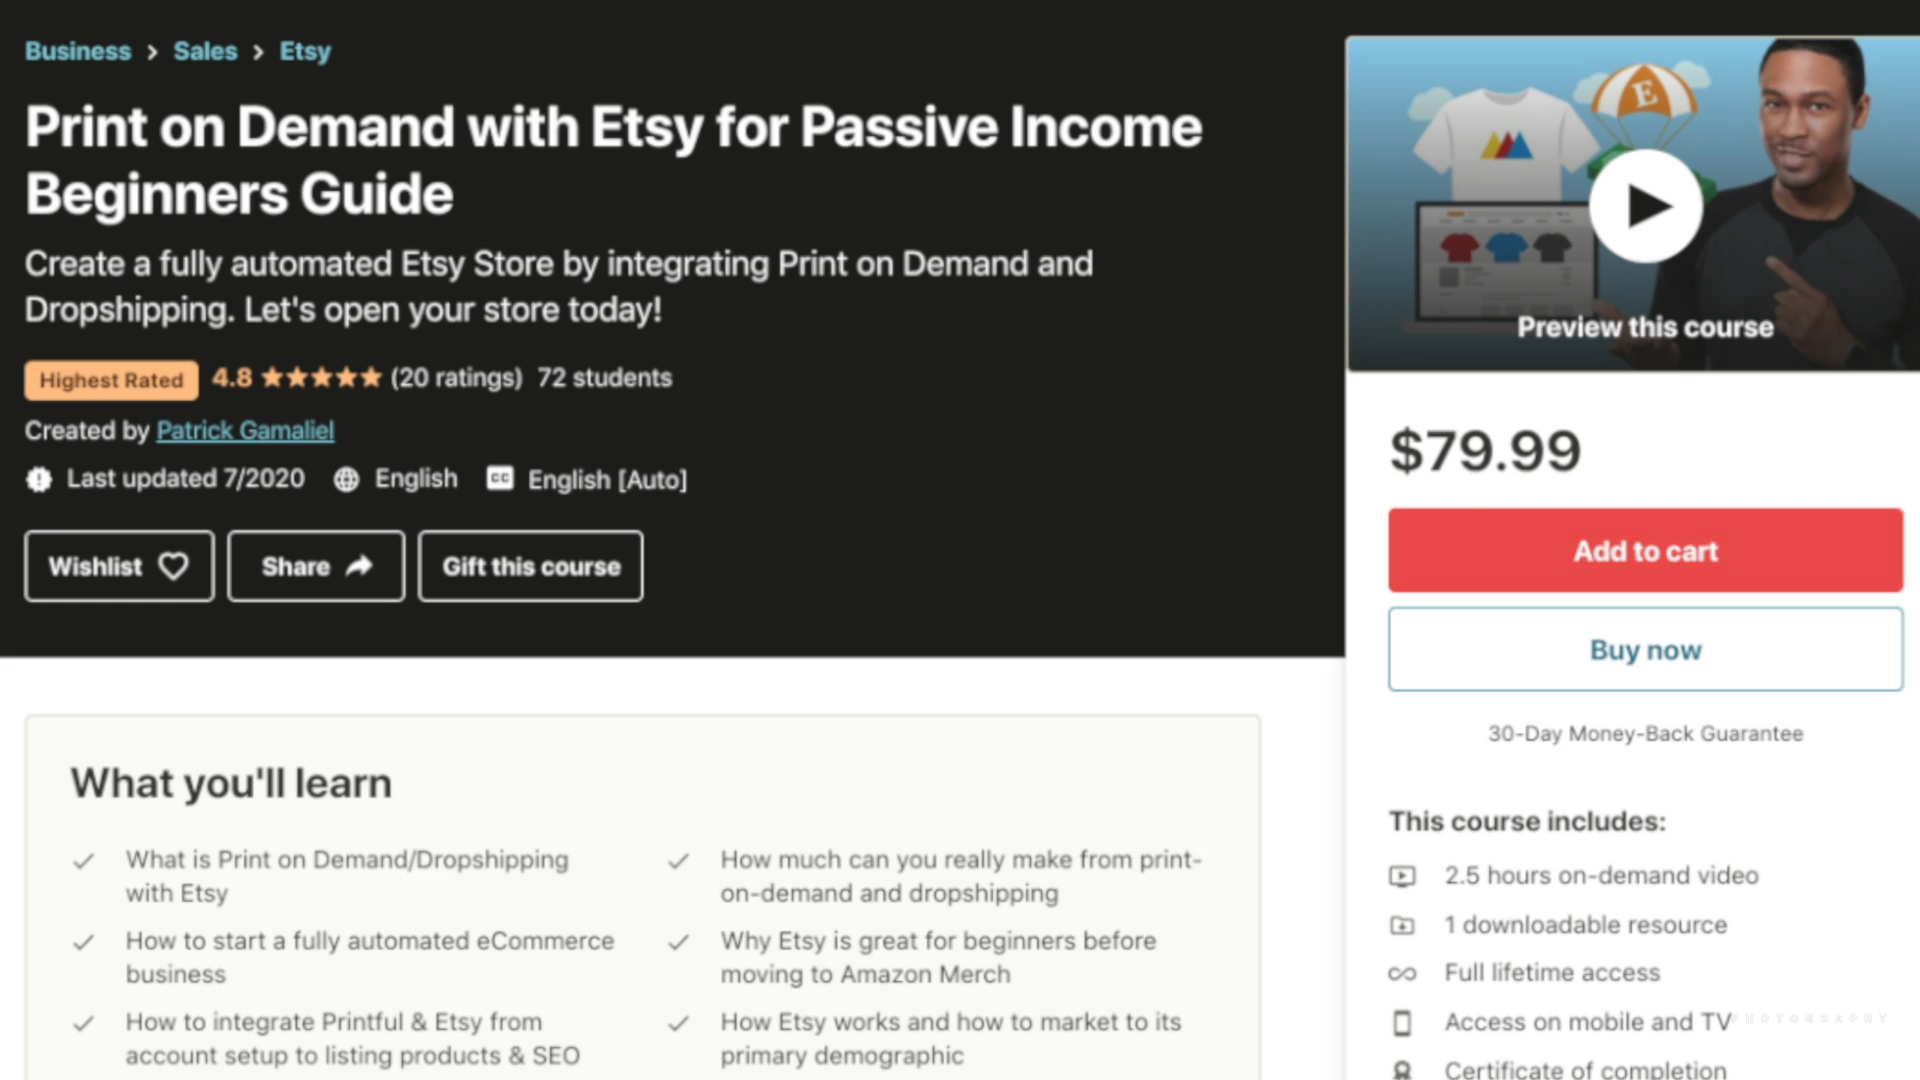 Business > Sales > Etsy
Print on Demand with Etsy for Passive Income
Beginners Guide
Create a fully automated Etsy Store by integrating Print on Demand and
Dropshipping. Let's open your store today!
Highest Rated 4.8 (20 ratings) 72 students
Created by Patrick Gamaliel
Last updated 7/2020 English CC English [Auto]
Wishlist Share Gift this course
What you'll learn
What is Print on Demand/Dropshipping
with Etsy
How to start a fully automated eCommerce
business
How to integrate Printful & Etsy from
account setup to listing products & SEO
How much can you really make from print-
on-demand and dropshipping
Why Etsy is great for beginners before
moving to Amazon Merch
How Etsy works and how to market to its
primary demographic
E
Preview this course
$79.99
Add to cart
Buy now
30-Day Money-Back Guarantee
This course includes:
2.5 hours on-demand video
1 downloadable resource
Full lifetime access
Access on mobile and TV
Certificate of completion
PHOTOGRAPHY